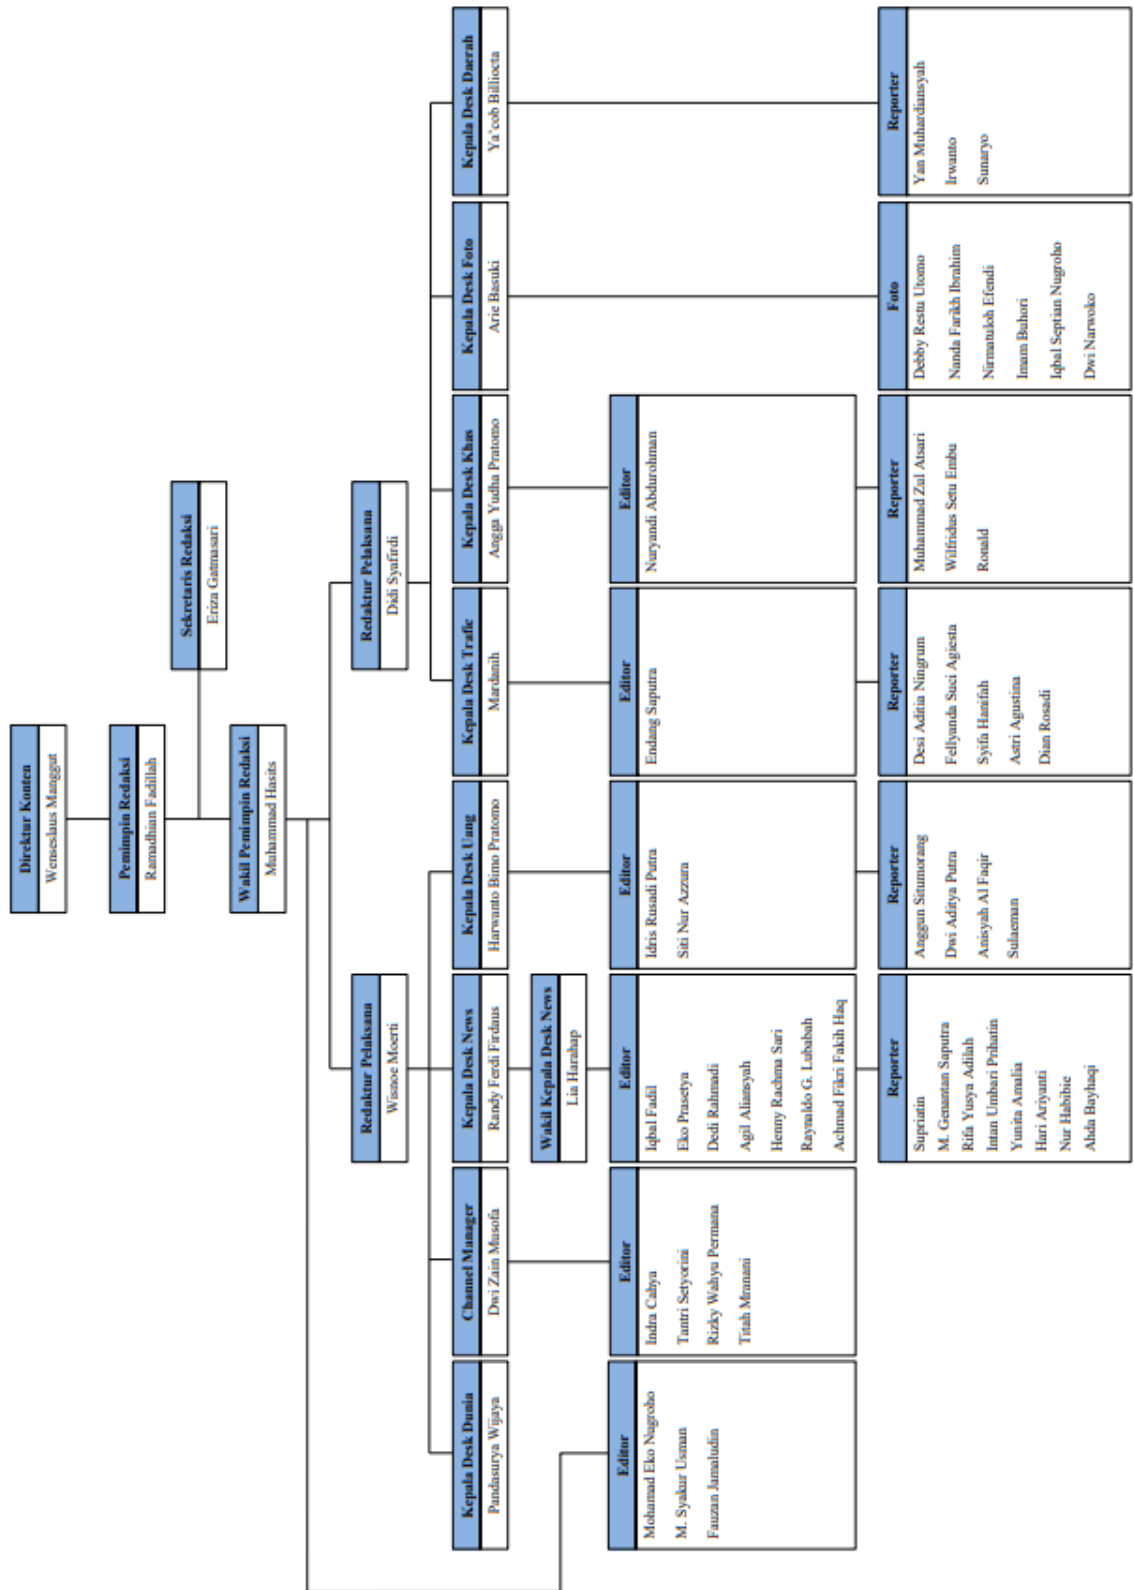 Direktur Konten
Wenseslaus Manggut
Pemimpin Redaksi
Ramadhian Fadillah
Sekretaris Redaksi
Eriza Gatmasari
Wakil Pemimpin Redaksi
Muhammad Hasits
Redaktur Pelaksana
Wisnoe Moerti
Redaktur Pelaksana
Didi Syafirdi
Kepala Desk Dunia
Pandasurya Wijaya
Channel Manager
Dwi Zain Musofa
Kepala Desk News
Randy Ferdi Firdaus
Kepala Desk Uang
Harwanto Bimo Pratomo
Kepala Desk Trafic
Mardanih
Kepala Desk Khas
Angga Yudha Pratomo
Kepala Desk Foto
Arie Basuki
Kepala Desk Daerah
Ya'cob Billiocta
Wakil Kepala Desk News
Lia Harahap
Editor
Mohamad Eko Nugroho
M. Syakur Usman
Fauzan Jamaludin
Editor
Indra Cahya
Tantri Setyorini
Rizky Wahyu Permana
Titah Mranani
Editor
Iqbal Fadil
Eko Prasetya
Dedi Rahmadi
Agil Aliansyah
Henny Rachma Sari
Raynaldo G. Lubabah
Achmad Fikri Fakih Haq
Editor
Idris Rusadi Putra
Siti Nur Azzura
Editor
Endang Saputra
Editor
Nuryandi Abdurohman
Reporter
Supriatin
M. Genantan Saputra
Rifa Yusya Adilah
Intan Umbari Prihatin
Yunita Amalia
Hari Ariyanti
Nur Habibie
Ahda Bayhaqi
Reporter
Anggun Situmorang
Dwi Aditya Putra
Anisyah Al Faqir
Sulaeman
Reporter
Desi Aditia Ningrum
Fellyanda Suci Agiesta
Syifa Hanifah
Astri Agustina
Dian Rosadi
Reporter
Muhammad Zul Atsari
Wilfridus Setu Embu
Ronald
Foto
Debby Restu Utomo
Nanda Farikh Ibrahim
Nirmatuloh Efendi
Imam Buhori
Iqbal Septian Nugroho
Dwi Narwoko
Reporter
Yan Muhardiansyah
Irwanto
Sunaryo